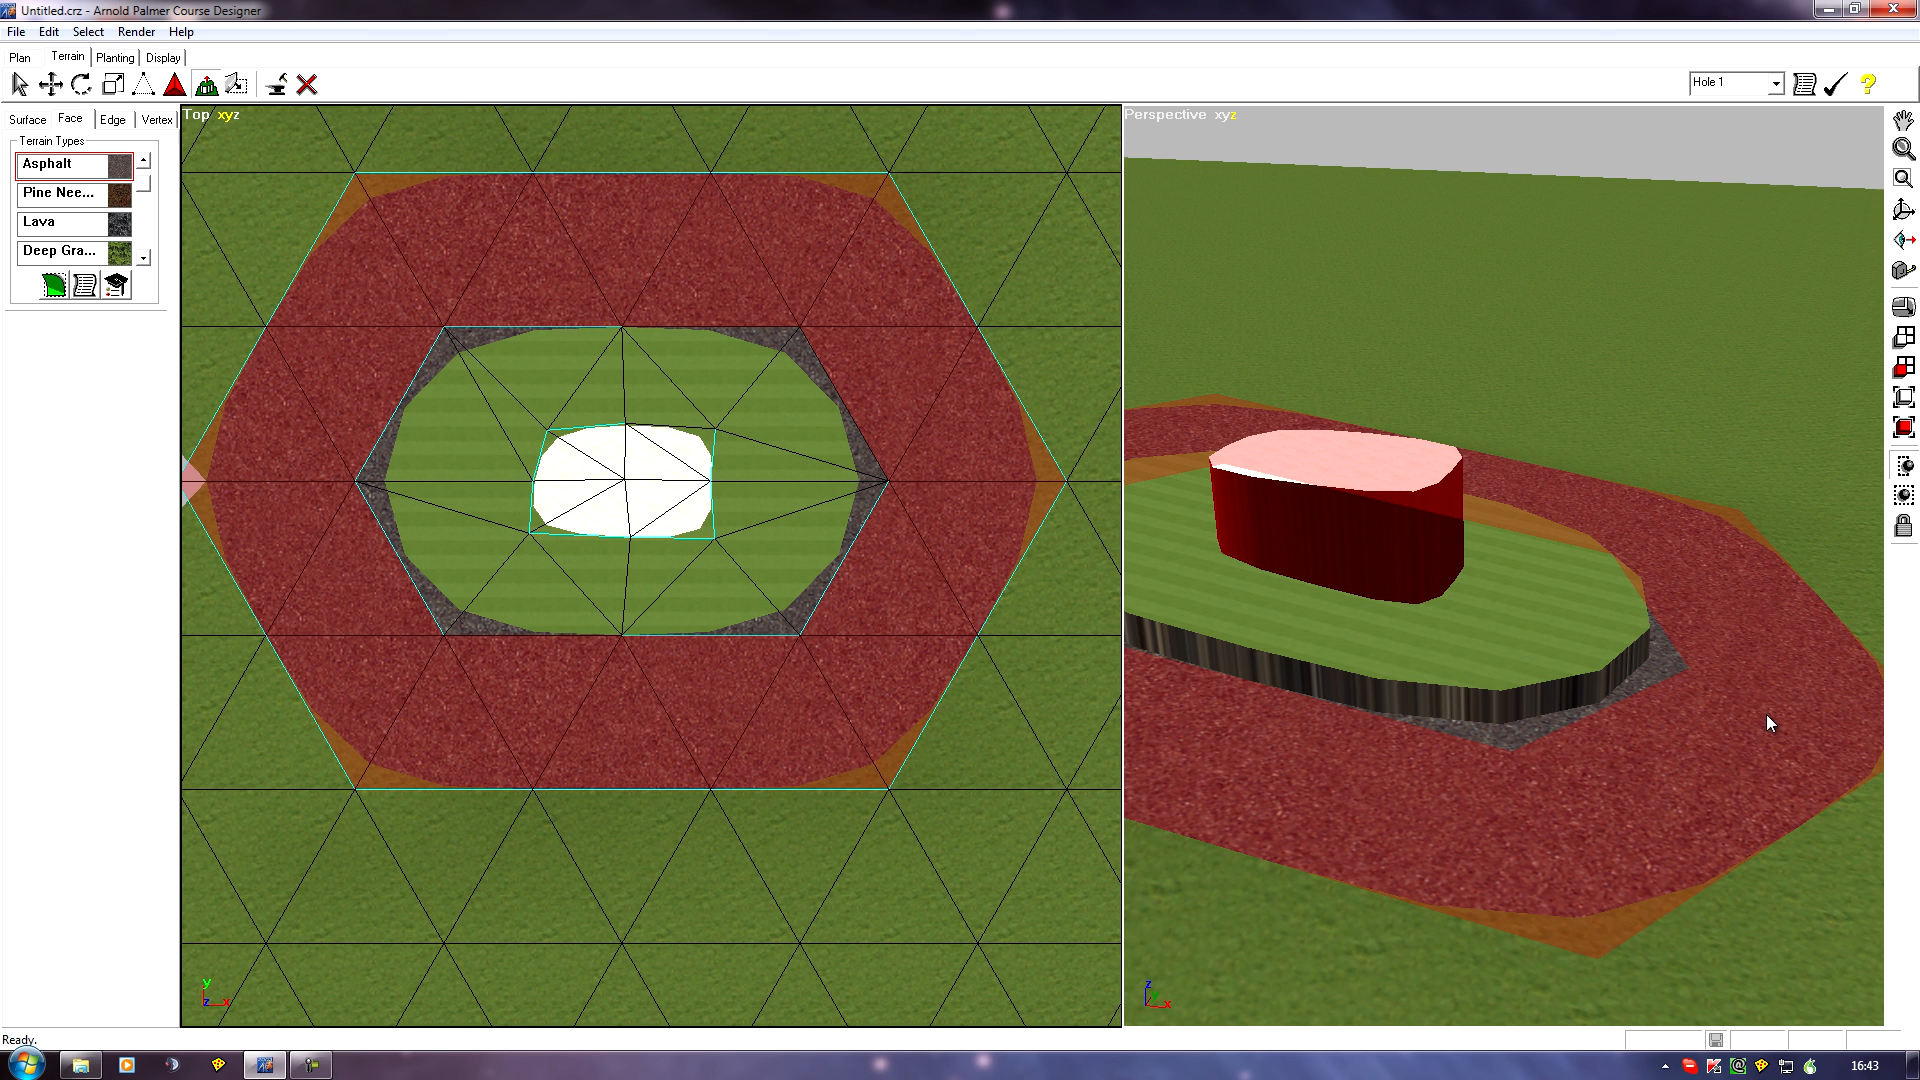 Untitled.crz - Arnold Palmer Course Designer
File Edit Select Render Help
Plan Terrain Planting Display
Hole 1
Surface Face Edge Vertex
Terrain Types
Asphalt
Pine Nee...
Lava
Deep Gra...
Top xyz
Perspective xyz
y
z x
z
y x
Ready.
16:43